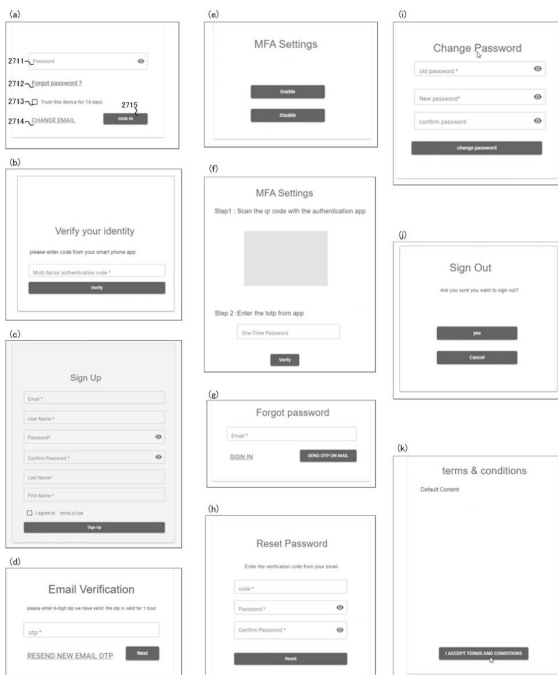 (a)
2711 Password
2712 Forgot password ?
2713 Trust this device for 14 days
2715
2714 CHANGE EMAIL SIGN IN
(b)
Verify your identity
please enter code from your smart phone app
Multi factor authentication code *
Verify
(c)
Sign Up
Email *
User Name *
Password*
Confirm Password *
Last Name*
First Name *
I agree to terms of use
Sign Up
(d)
Email Verification
please enter 6-digit otp we have send. the otp is valid for 1 hour
otp *
RESEND NEW EMAIL OTP Next
(e)
MFA Settings
Enable
Disable
(f)
MFA Settings
Step1 : Scan the qr code with the authentication app
Step 2 :Enter the totp from app
One-Time Password
Verify
(g)
Forgot password
Email *
SIGN IN SEND OTP ON MAIL
(h)
Reset Password
Enter the verification code from your email
code *
Password *
Confirm Password *
Reset
(i)
Change Password
old password *
New password*
confirm password
change password
(j)
Sign Out
Are you sure you want to sign out?
yes
Cancel
(k)
terms & conditions
Default Content
I ACCEPT TERMS AND CONDITIONS